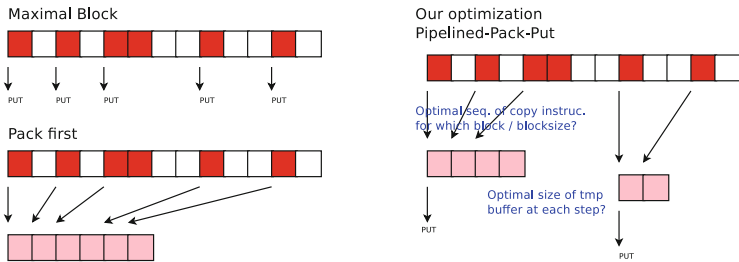 Maximal Block
PUT
PUT
PUT
PUT
PUT
Pack first
Our optimization
Pipelined-Pack-Put
Optimal seq. of copy instruc.
for which block / blocksize?
Optimal size of tmp
buffer at each step?
PUT
PUT